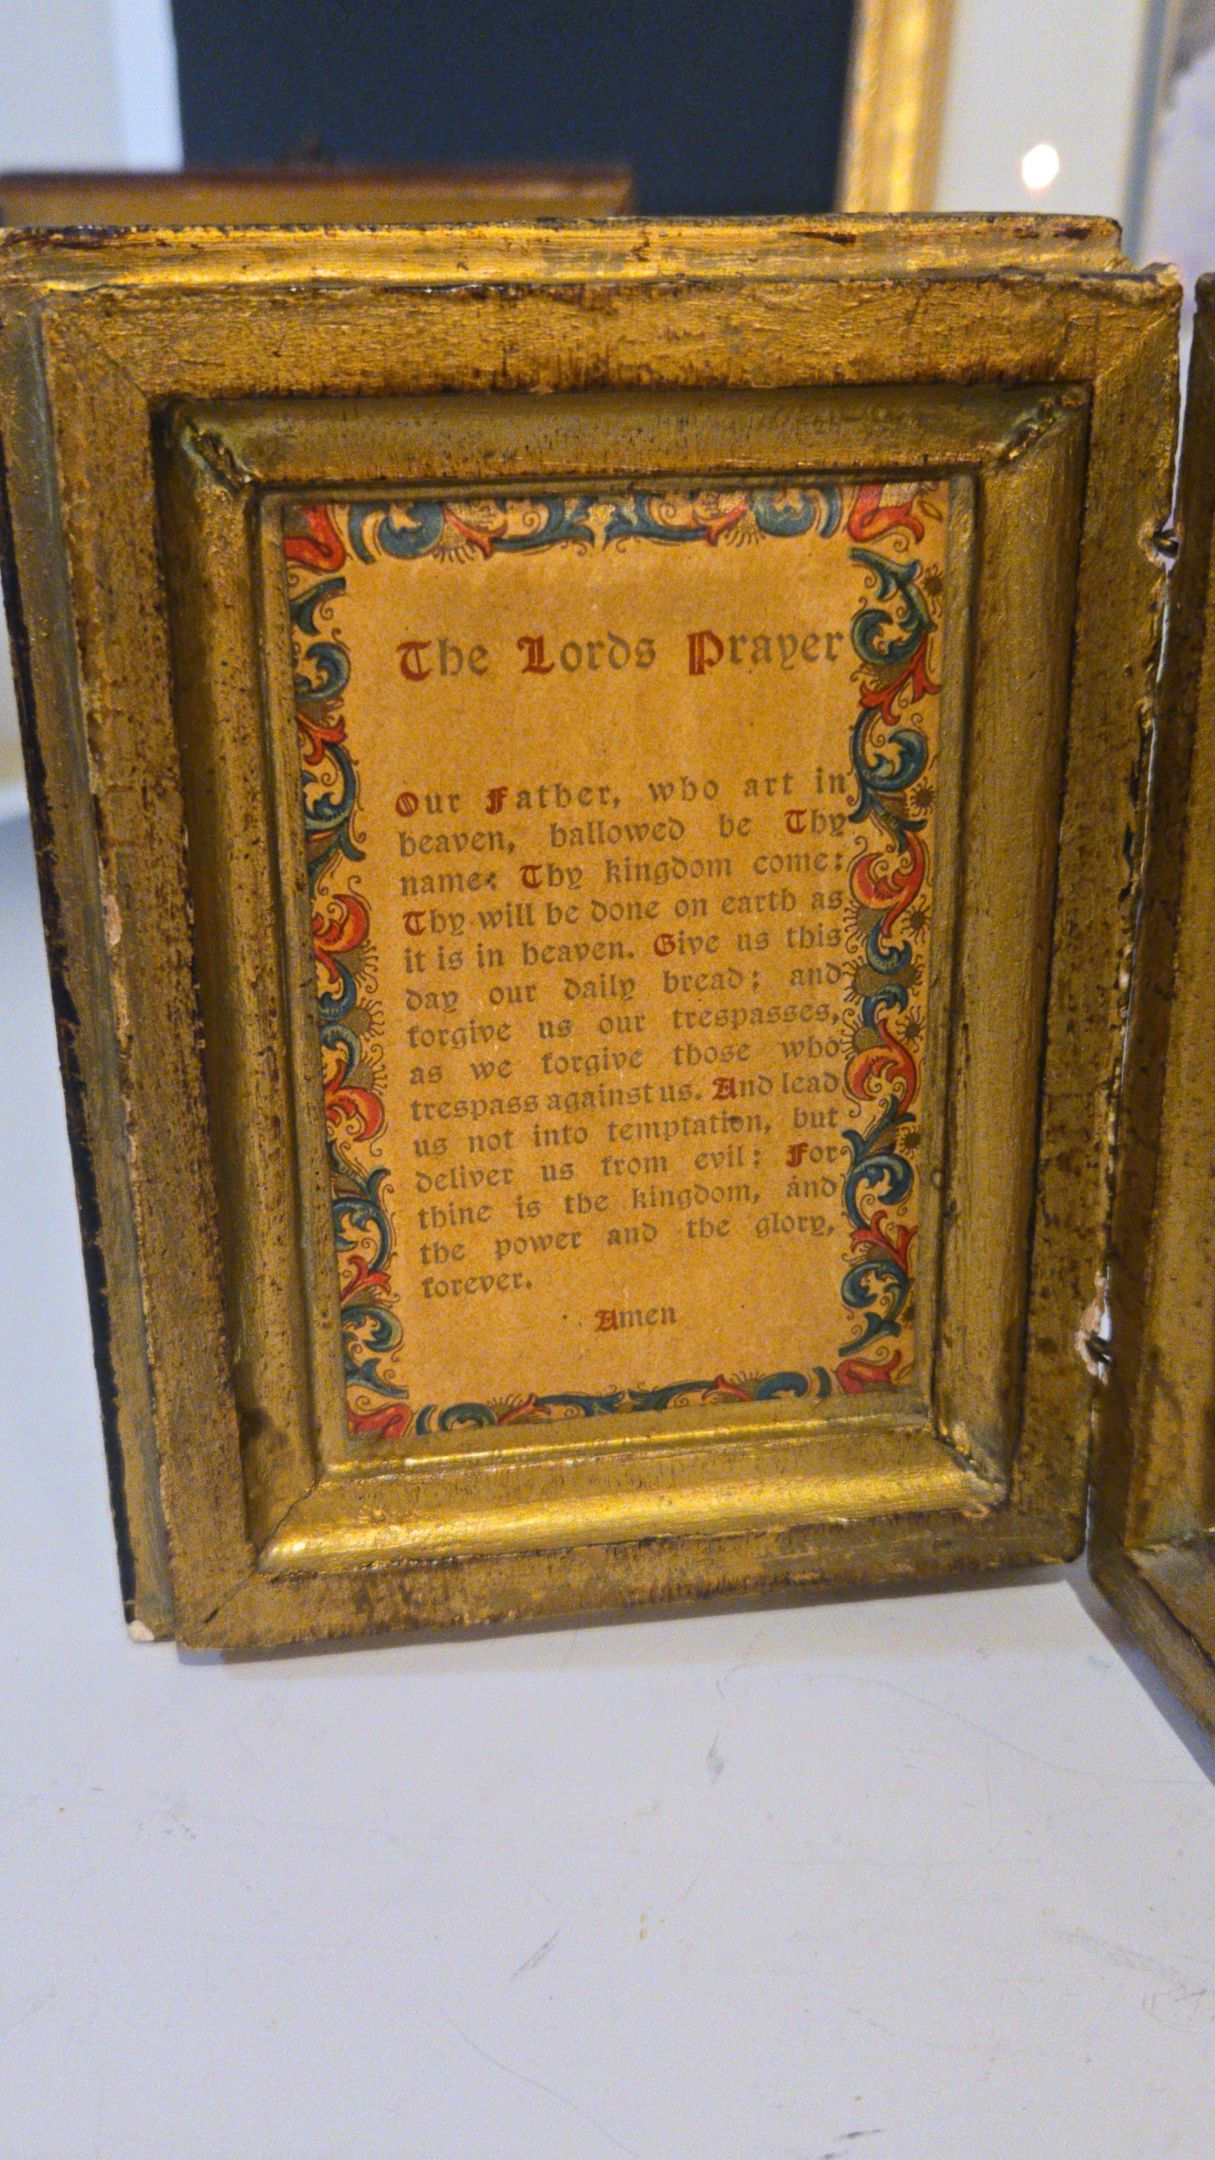 The Lords Prayer
Our Father, who art in
heaven, hallowed be Thy
name: Thy kingdom come:
Thy will be done on earth as
it is in heaven. Give us this
day our daily bread; and
forgive us our trespasses,
as we forgive those who
trespass against us. And lead
us not into temptation, but
deliver us from evil: For
thine is the kingdom, and
the power and the glory,
forever.
Amen